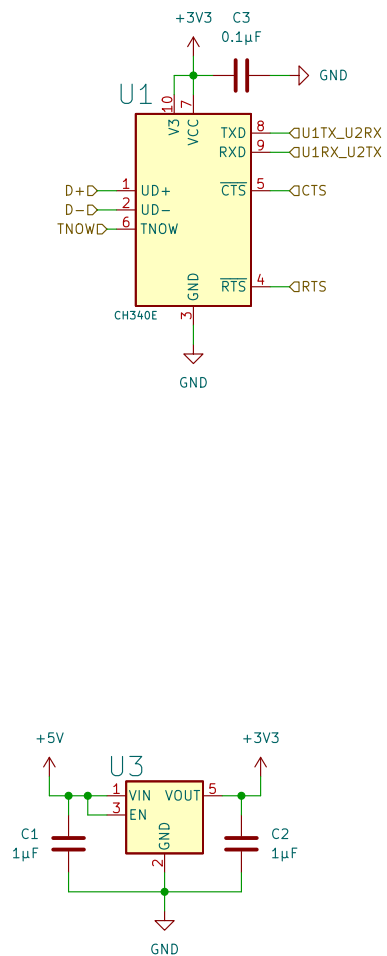 +3V3
C3
0.1µF
GND
U1
10
7
V3
VCC
TXD 8 U1TX_U2RX
RXD 9 U1RX_U2TX
D+ 1 UD+
CTS 5 CTS
D- 2 UD-
TNOW 6 TNOW
GND
RTS 4 RTS
3
CH340E
GND
+5V
+3V3
U3
1 VIN VOUT 5
3 EN
GND
2
C1
1µF
C2
1µF
GND